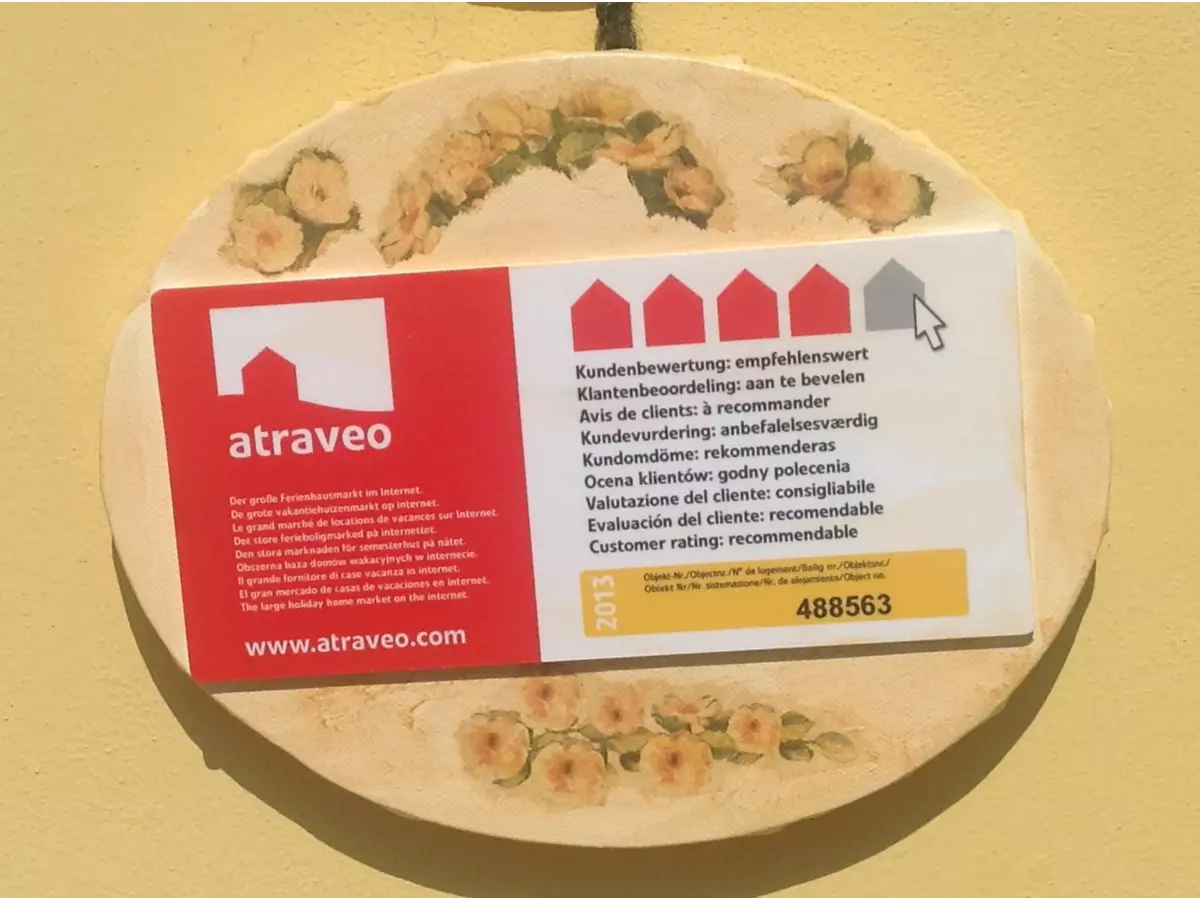 atraveo
Der große Ferienhausmarkt im Internet.
De grote vakantiehuizenmarkt op internet.
Le grand marché de locations de vacances sur Internet.
Det store ferieboligmarked på internettet.
Den stora marknaden för semesterhus på nätet.
Obszerna baza domów wakacyjnych w internecie.
Il grande fornitore di case vacanza in internet.
El gran mercado de casas de vacaciones en internet.
The large holiday home market on the internet.
www.atraveo.com
Kundenbewertung: empfehlenswert
Klantenbeoordeling: aan te bevelen
Avis de clients: à recommander
Kundevurdering: anbefalelsesværdig
Kundomdöme: rekommenderas
Ocena klientów: godny polecenia
Valutazione del cliente: consigliabile
Evaluación del cliente: recomendable
Customer rating: recommendable
2013
Objekt-Nr./Objectnr./N° de logement/Bolig nr./Objektsnr./
Obiekt Nr/Nr. sistemazione/Nr. de alojamiento/Object no.
488563